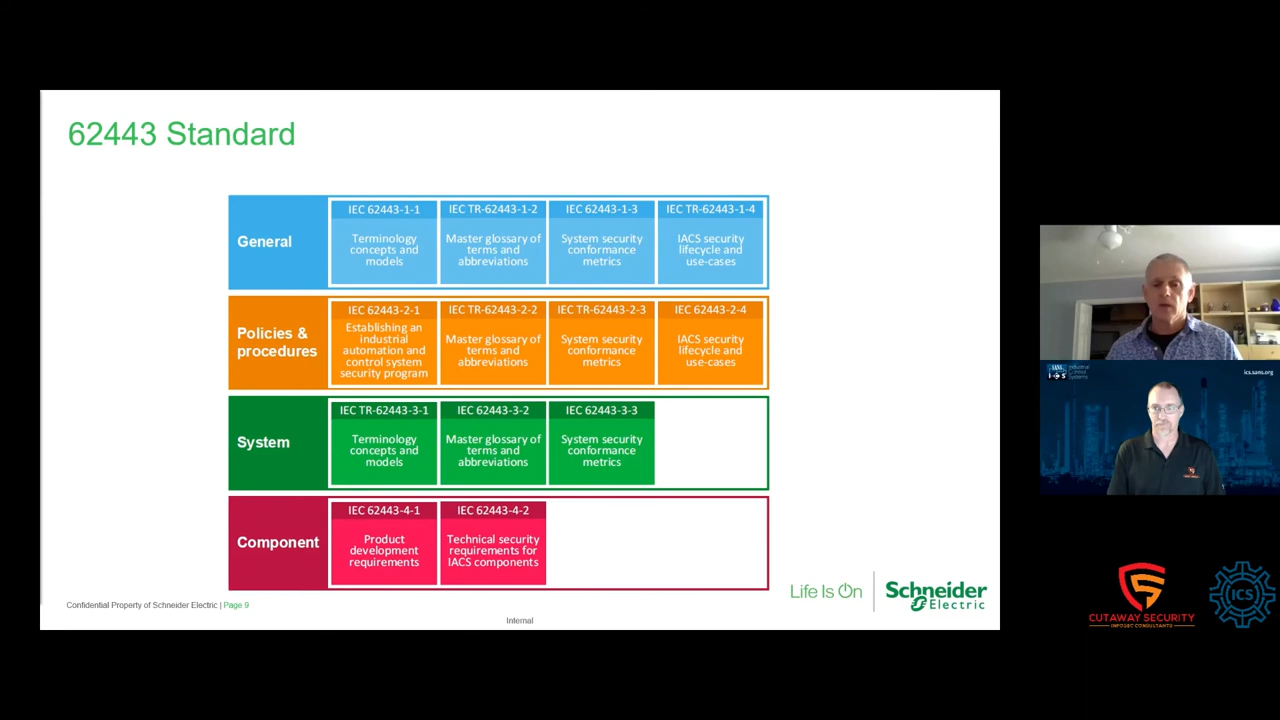 62443 Standard
General
IEC 62443-1-1
Terminology
concepts and
models
IEC TR-62443-1-2
Master glossary of
terms and
abbreviations
IEC 62443-1-3
System security
conformance
metrics
IEC TR-62443-1-4
IACS security
lifecycle and
use-cases
Policies &
procedures
IEC 62443-2-1
Establishing an
industrial
automation and
control system
security program
IEC TR-62443-2-2
Master glossary of
terms and
abbreviations
IEC TR-62443-2-3
System security
conformance
metrics
IEC 62443-2-4
IACS security
lifecycle and
use-cases
System
IEC TR-62443-3-1
Terminology
concepts and
models
IEC 62443-3-2
Master glossary of
terms and
abbreviations
IEC 62443-3-3
System security
conformance
metrics
Component
IEC 62443-4-1
Product
development
requirements
IEC 62443-4-2
Technical security
requirements for
IACS components
Confidential Property of Schneider Electric | Page 9
Internal
Life Is On
Schneider
Electric
SANS
ICS
Industrial
Control
Systems
ics.sans.org
CUTAWAY SECURITY
INFOSEC CONSULTANTS
ICS